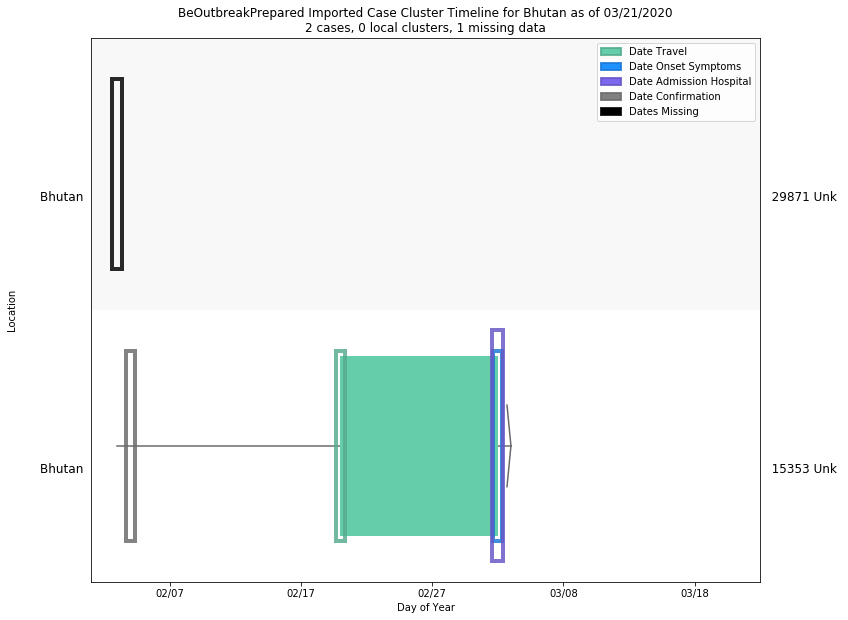 BeOutbreakPrepared Imported Case Cluster Timeline for Bhutan as of 03/21/2020
2 cases, 0 local clusters, 1 missing data
Date Travel
Date Onset Symptoms
Date Admission Hospital
Date Confirmation
Dates Missing
Bhutan
29871 Unk
Location
Bhutan
15353 Unk
02/07
02/17
02/27
03/08
03/18
Day of Year